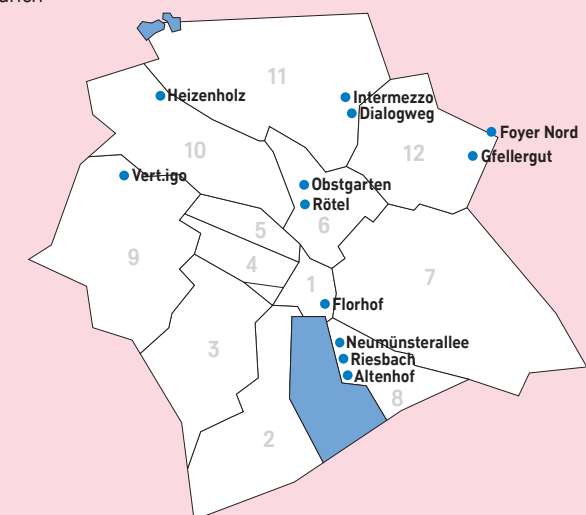 11
Heizenholz
Intermezzo
Dialogweg
Foyer Nord
10
12
Gfellergut
Vert.igo
Obstgarten
Rötel
6
5
9
4
7
1
Florhof
Neumünsterallee
3
Riesbach
Altenhof
8
2